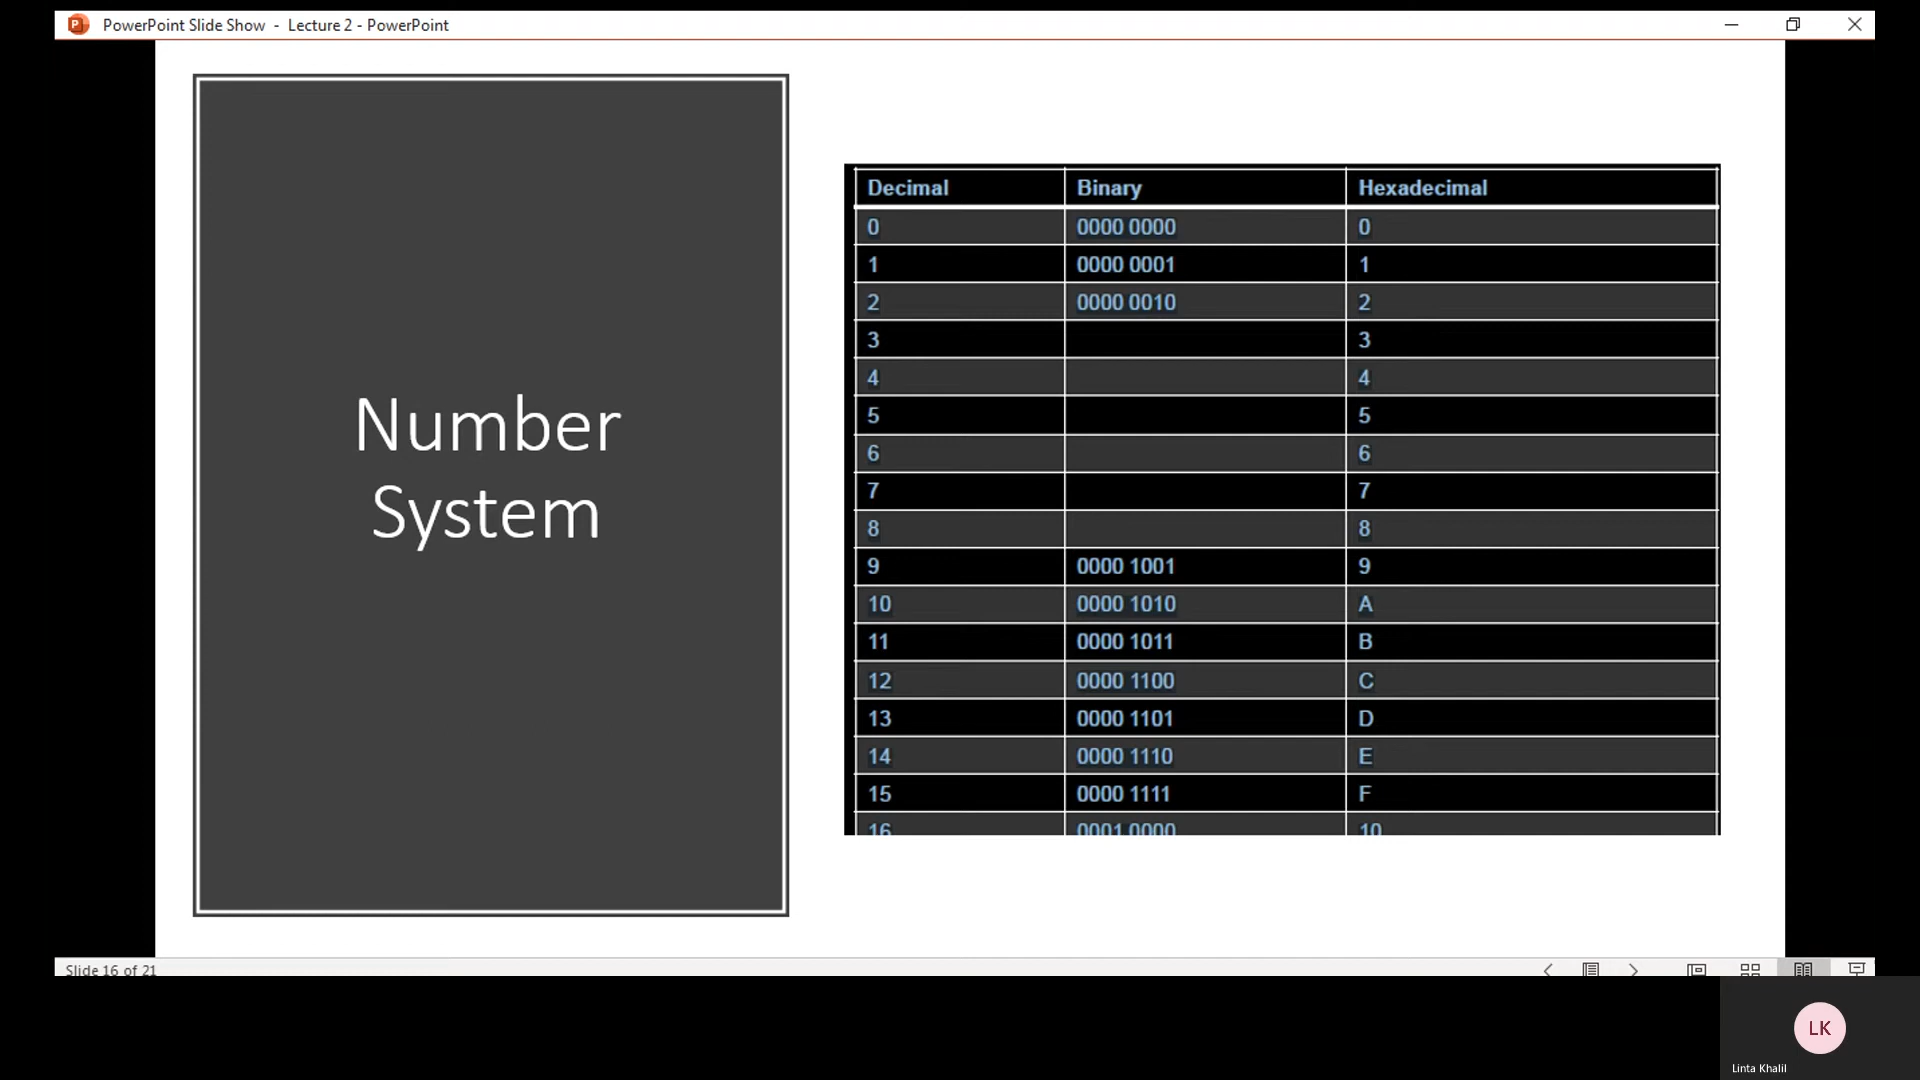 PowerPoint Slide Show - Lecture 2 - PowerPoint
Number
System
Decimal Binary Hexadecimal
0 0000 0000 0
1 0000 0001 1
2 0000 0010 2
3 3
4 4
5 5
6 6
7 7
8 8
9 0000 1001 9
10 0000 1010 A
11 0000 1011 B
12 0000 1100 C
13 0000 1101 D
14 0000 1110 E
15 0000 1111 F
16 0001 0000 10
Slide 16 of 21
LK
Linta Khalil